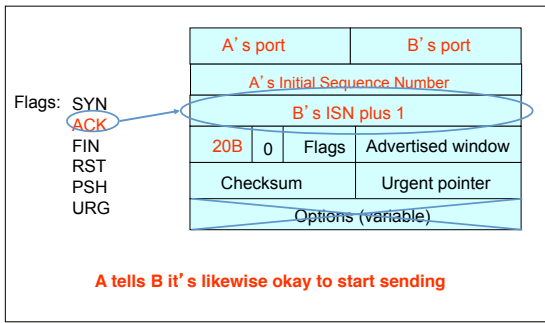 A's port B's port
A's Initial Sequence Number
B's ISN plus 1
20B 0 Flags Advertised window
Checksum Urgent pointer
Options (variable)
Flags: SYN
ACK
FIN
RST
PSH
URG
A tells B it's likewise okay to start sending